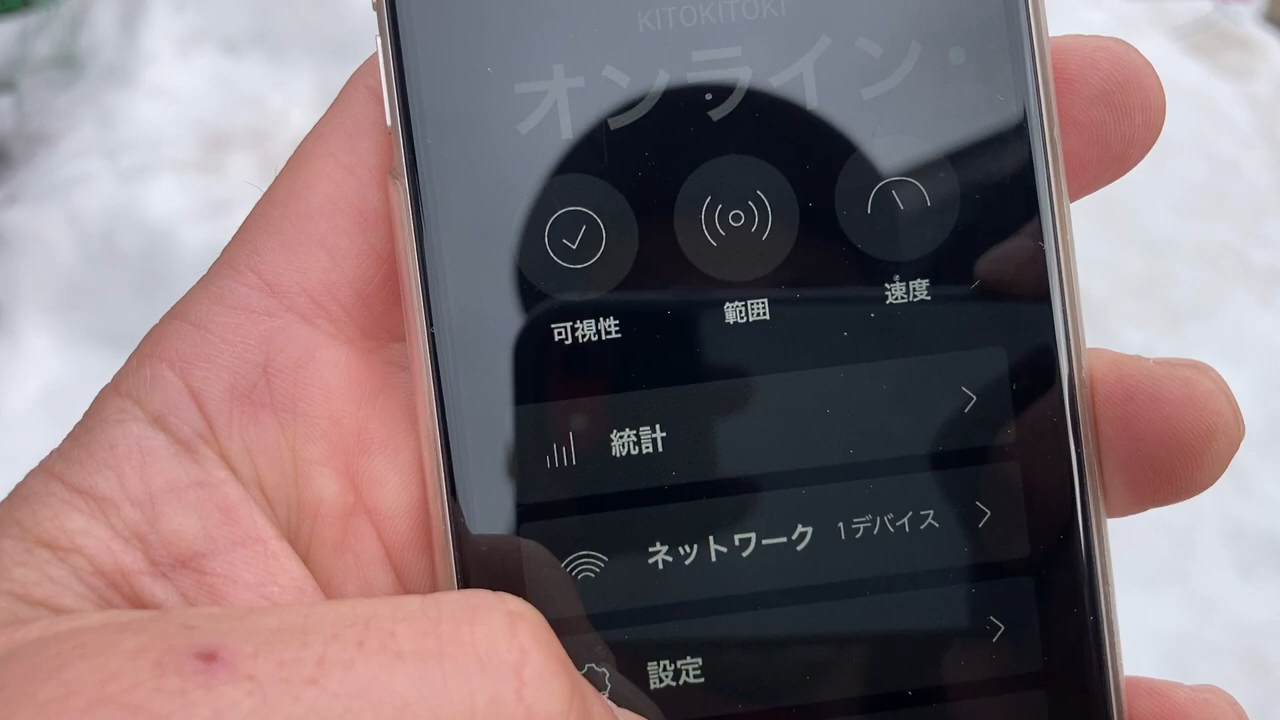 KITOKITOKI
オンライン
可視性
範囲
速度
統計
ネットワーク 1デバイス
設定